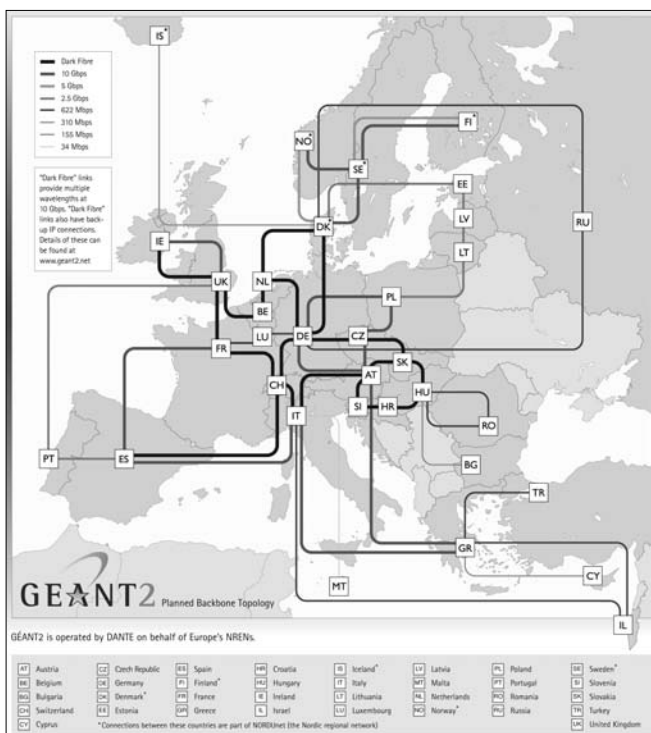 IS*
Dark Fibre
10 Gbps
5 Gbps
2.5 Gbps
622 Mbps
310 Mbps
155 Mbps
34 Mbps
"Dark Fibre" links
provide multiple
wavelengths at
10 Gbps. "Dark Fibre"
links also have back-
up IP connections.
Details of these can
be found at
www.geant2.net
NO*
SE*
FI*
EE
DK*
LV
RU
IE
LT
UK
NL
PL
BE
LU
DE
CZ
FR
SK
CH
AT
HU
IT
SI
HR
RO
PT
ES
BG
TR
GR
CY
MT
IL
GEANT2 Planned Backbone Topology
GÉANT2 is operated by DANTE on behalf of Europe's NRENs.
AT Austria
BE Belgium
BG Bulgaria
CH Switzerland
CY Cyprus
CZ Czech Republic
DE Germany
DK Denmark*
EE Estonia
ES Spain
FI Finland*
FR France
GR Greece
HR Croatia
HU Hungary
IE Ireland
IL Israel
IS Iceland*
IT Italy
LT Lithuania
LU Luxembourg
LV Latvia
MT Malta
NL Netherlands
NO Norway*
PL Poland
PT Portugal
RO Romania
RU Russia
SE Sweden*
SI Slovenia
SK Slovakia
TR Turkey
UK United Kingdom
*Connections between these countries are part of NORDUnet (the Nordic regional network)